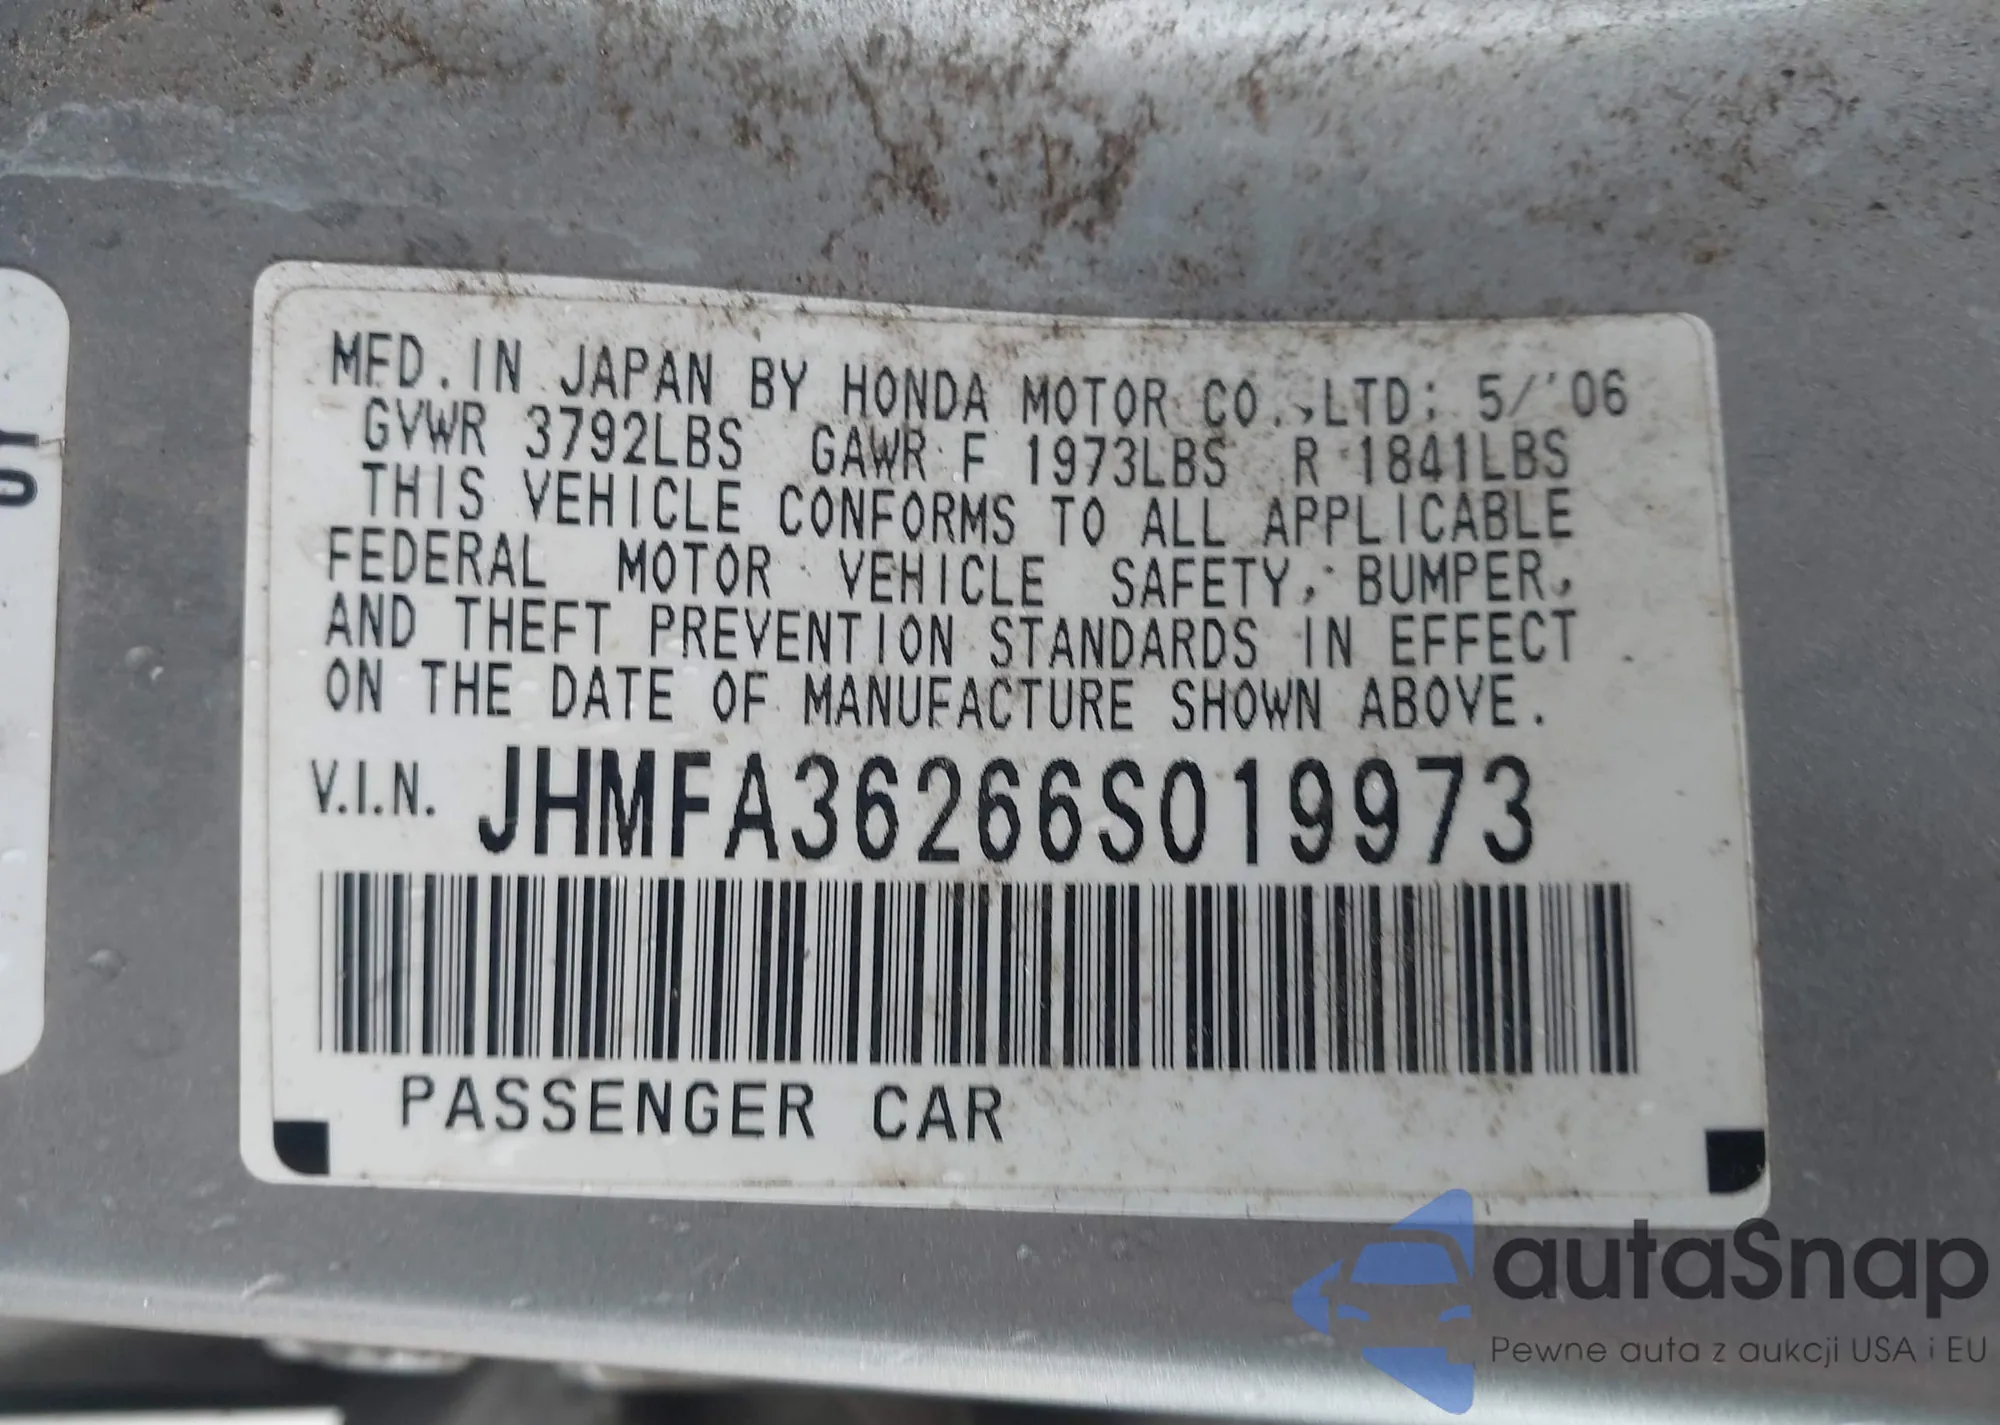 MFD. IN JAPAN BY HONDA MOTOR CO., LTD; 5/'06
GVWR 3792LBS GAWR F 1973LBS R 1841LBS
THIS VEHICLE CONFORMS TO ALL APPLICABLE
FEDERAL MOTOR VEHICLE SAFETY, BUMPER,
AND THEFT PREVENTION STANDARDS IN EFFECT
ON THE DATE OF MANUFACTURE SHOWN ABOVE.
V.I.N. JHMFA36266S019973
PASSENGER CAR
autaSnap
Pewne auta z aukcji USA i EU